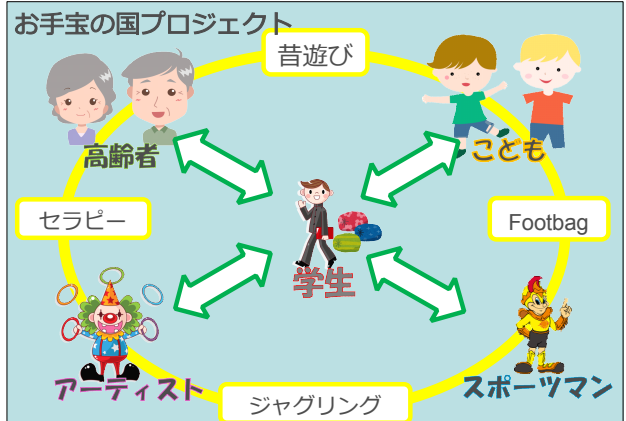 お手宝の国プロジェクト
昔遊び
高齢者
こども
セラピー
Footbag
学生
アーティスト
スポーツマン
ジャグリング